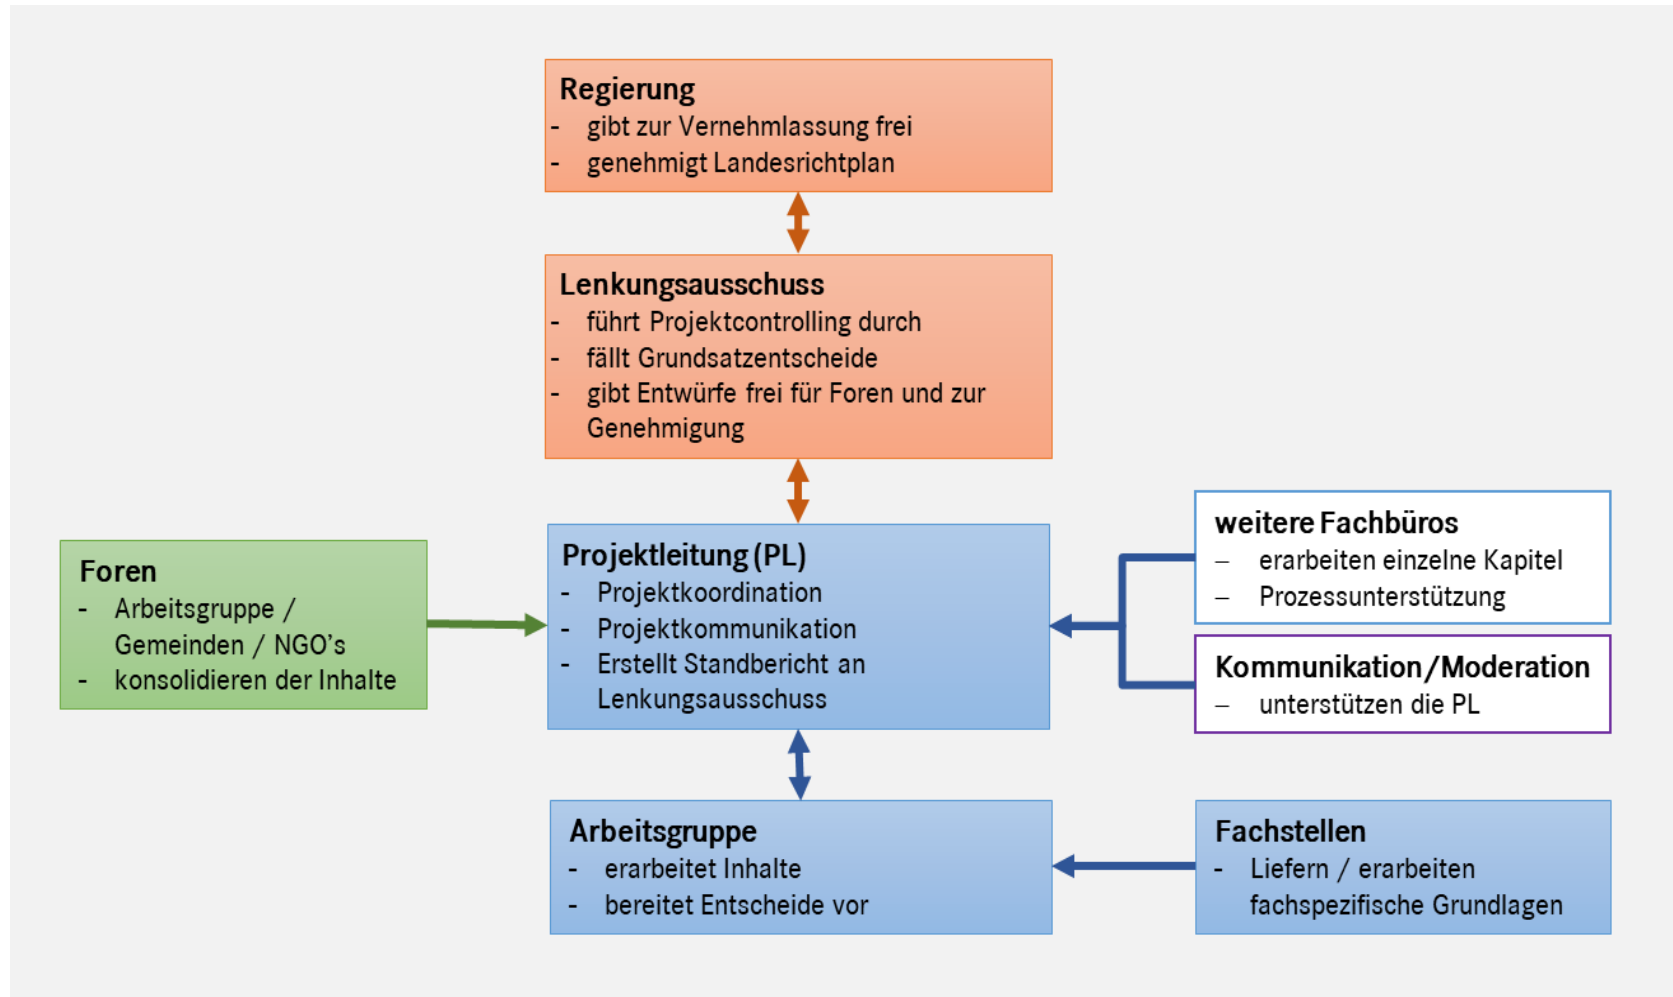 Regierung
- gibt zur Vernehmlassung frei
- genehmigt Landesrichtplan
Lenkungsausschuss
- führt Projektcontrolling durch
- fällt Grundsatzentscheide
- gibt Entwürfe frei für Foren und zur
Genehmigung
Foren
- Arbeitsgruppe /
Gemeinden / NGO's
- konsolidieren der Inhalte
Projektleitung (PL)
- Projektkoordination
- Projektkommunikation
- Erstellt Standbericht an
Lenkungsausschuss
weitere Fachbüros
– erarbeiten einzelne Kapitel
– Prozessunterstützung
Kommunikation/Moderation
– unterstützen die PL
Arbeitsgruppe
- erarbeitet Inhalte
- bereitet Entscheide vor
Fachstellen
- Liefern / erarbeiten
fachspezifische Grundlagen